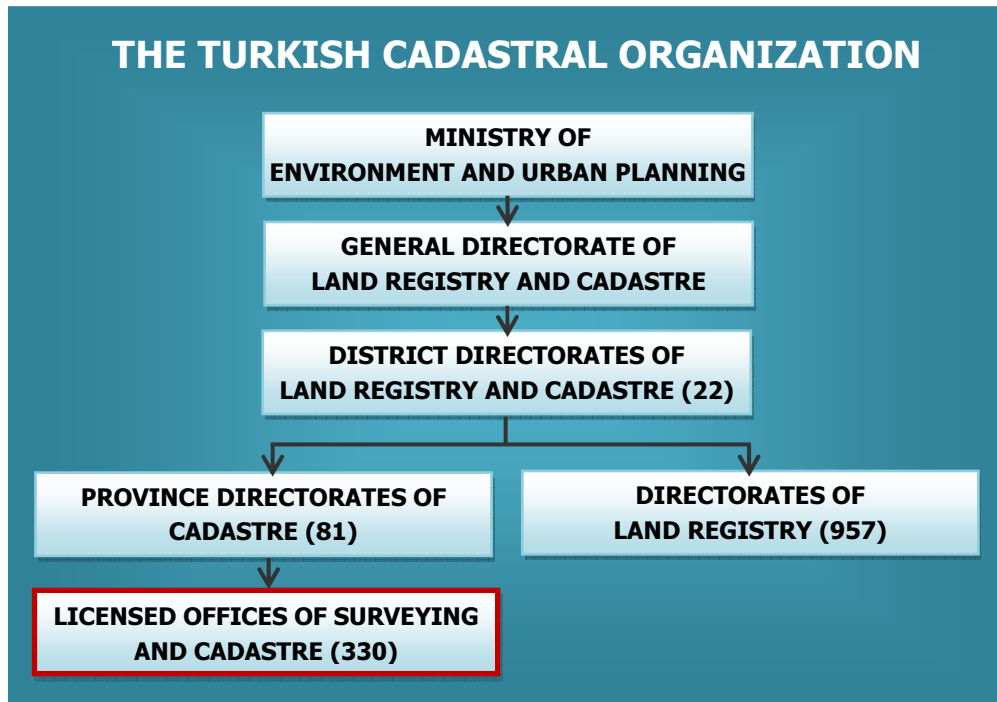 THE TURKISH CADASTRAL ORGANIZATION
MINISTRY OF
ENVIRONMENT AND URBAN PLANNING
GENERAL DIRECTORATE OF
LAND REGISTRY AND CADASTRE
DISTRICT DIRECTORATES OF
LAND REGISTRY AND CADASTRE (22)
PROVINCE DIRECTORATES OF
CADASTRE (81)
DIRECTORATES OF
LAND REGISTRY (957)
LICENSED OFFICES OF SURVEYING
AND CADASTRE (330)